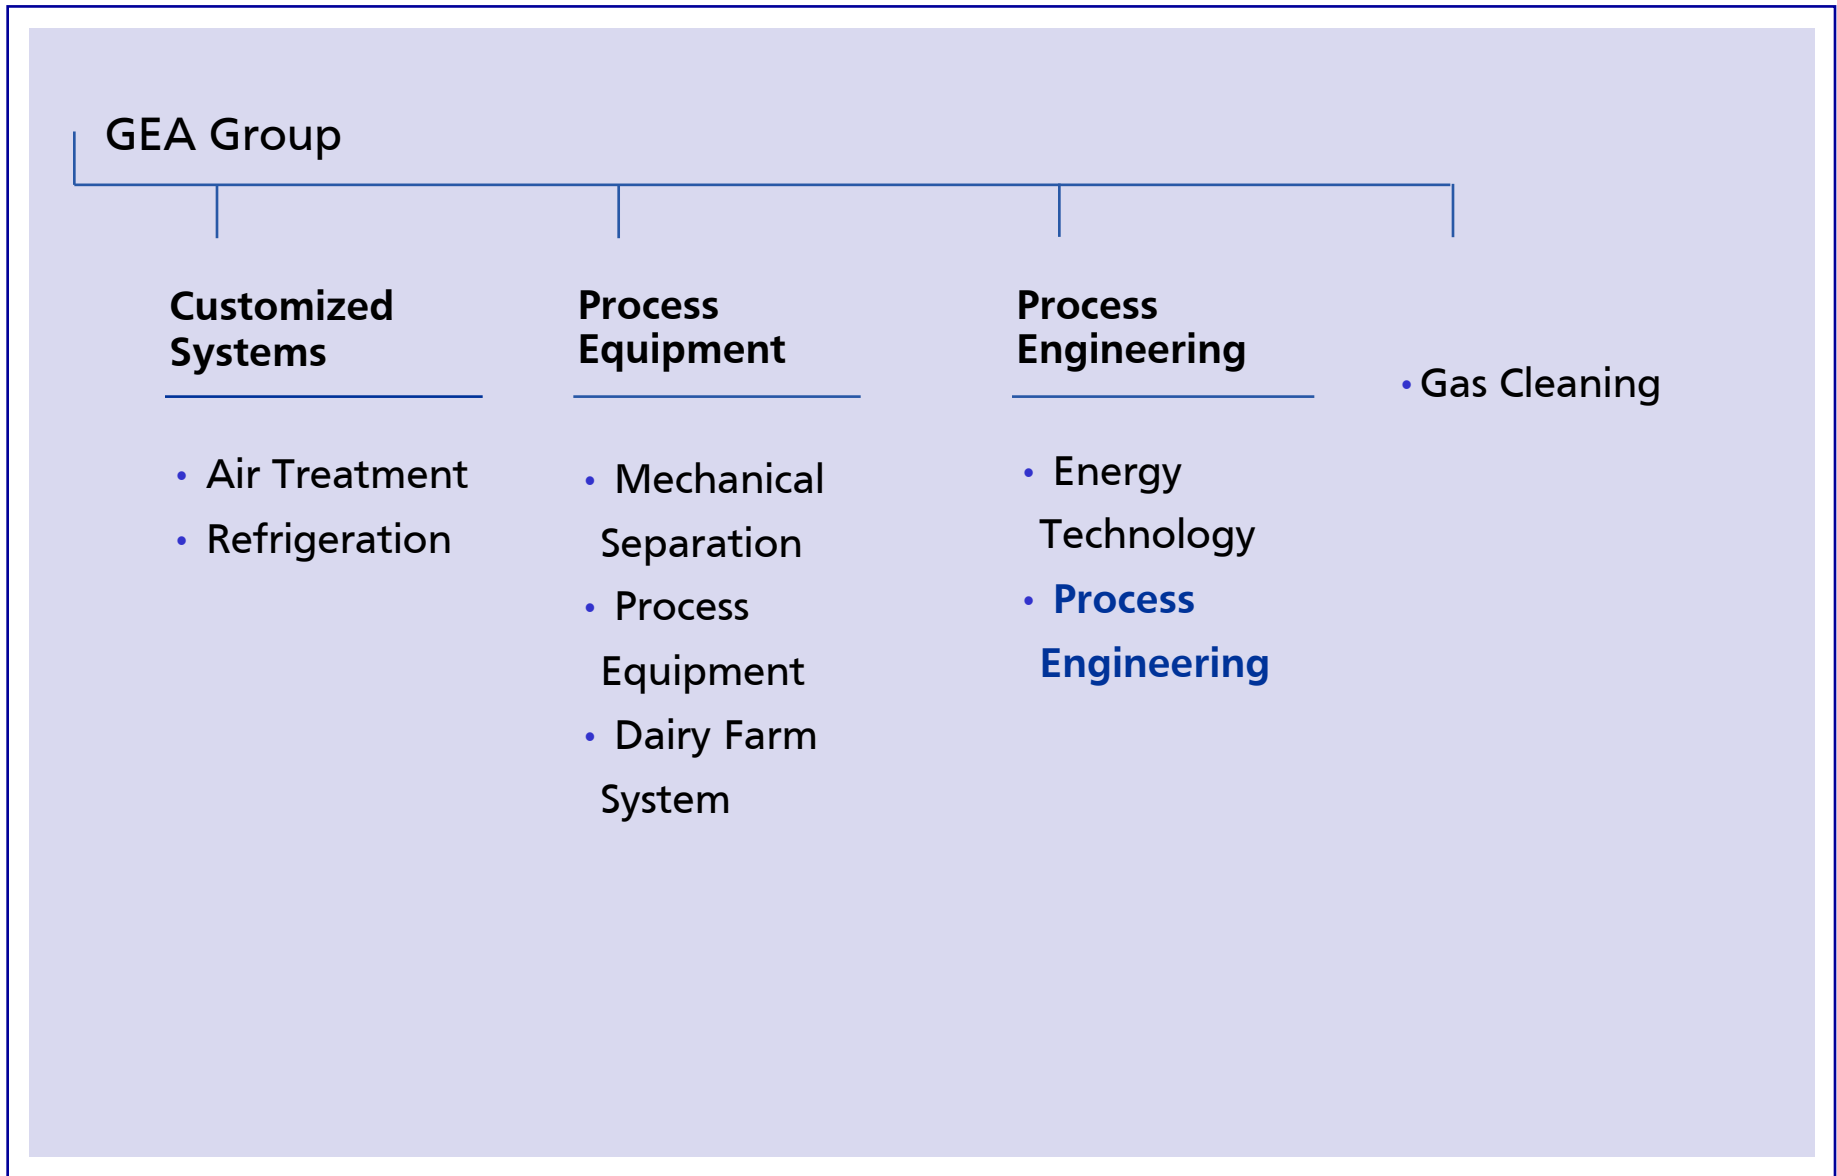 GEA Group
Customized
Systems
• Air Treatment
• Refrigeration
Process
Equipment
• Mechanical
Separation
• Process
Equipment
• Dairy Farm
System
Process
Engineering
• Energy
Technology
• Process
Engineering
• Gas Cleaning